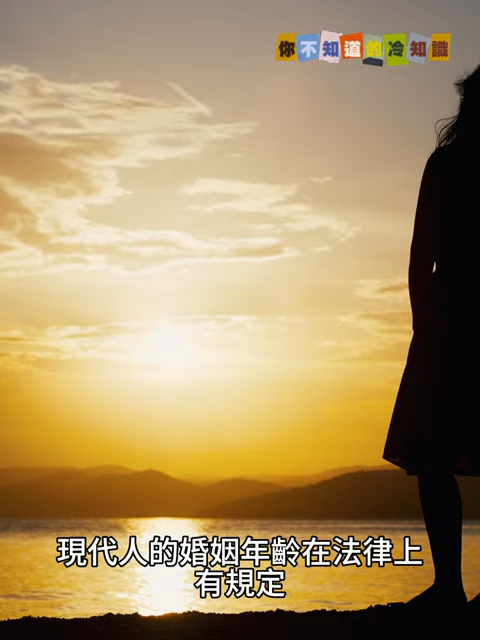 你不知道的冷知識
現代人的婚姻年齡在法律上
有規定